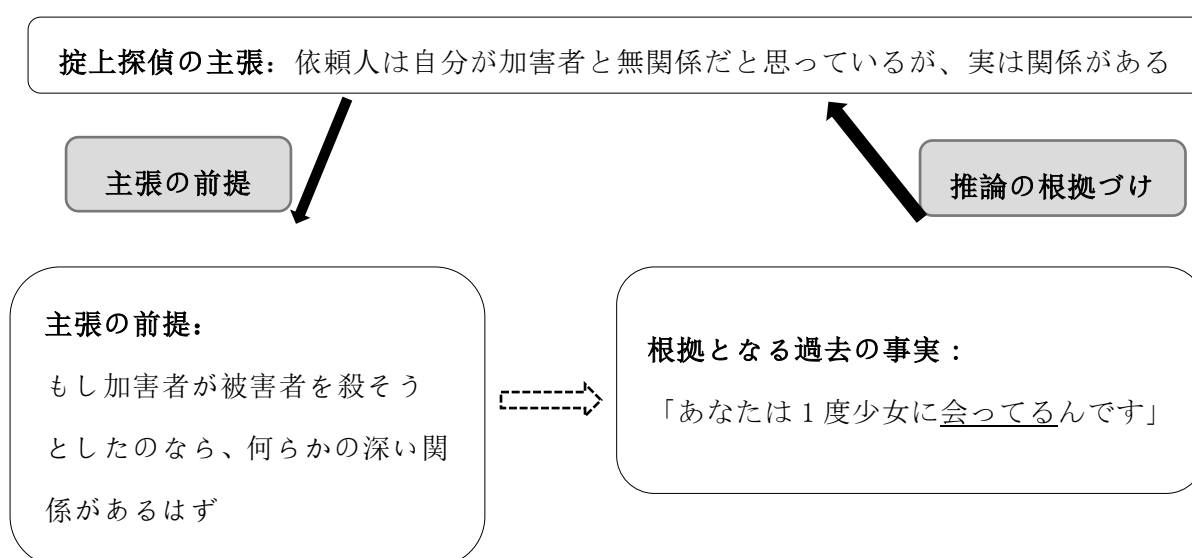 掟上探偵の主張：依頼人は自分が加害者と無関係だと思っているが、実は関係がある
主張の前提
推論の根拠づけ
主張の前提：
もし加害者が被害者を殺そう
としたのなら、何らかの深い関
係があるはず
根拠となる過去の事実：
「あなたは１度少女に会ってるんです」